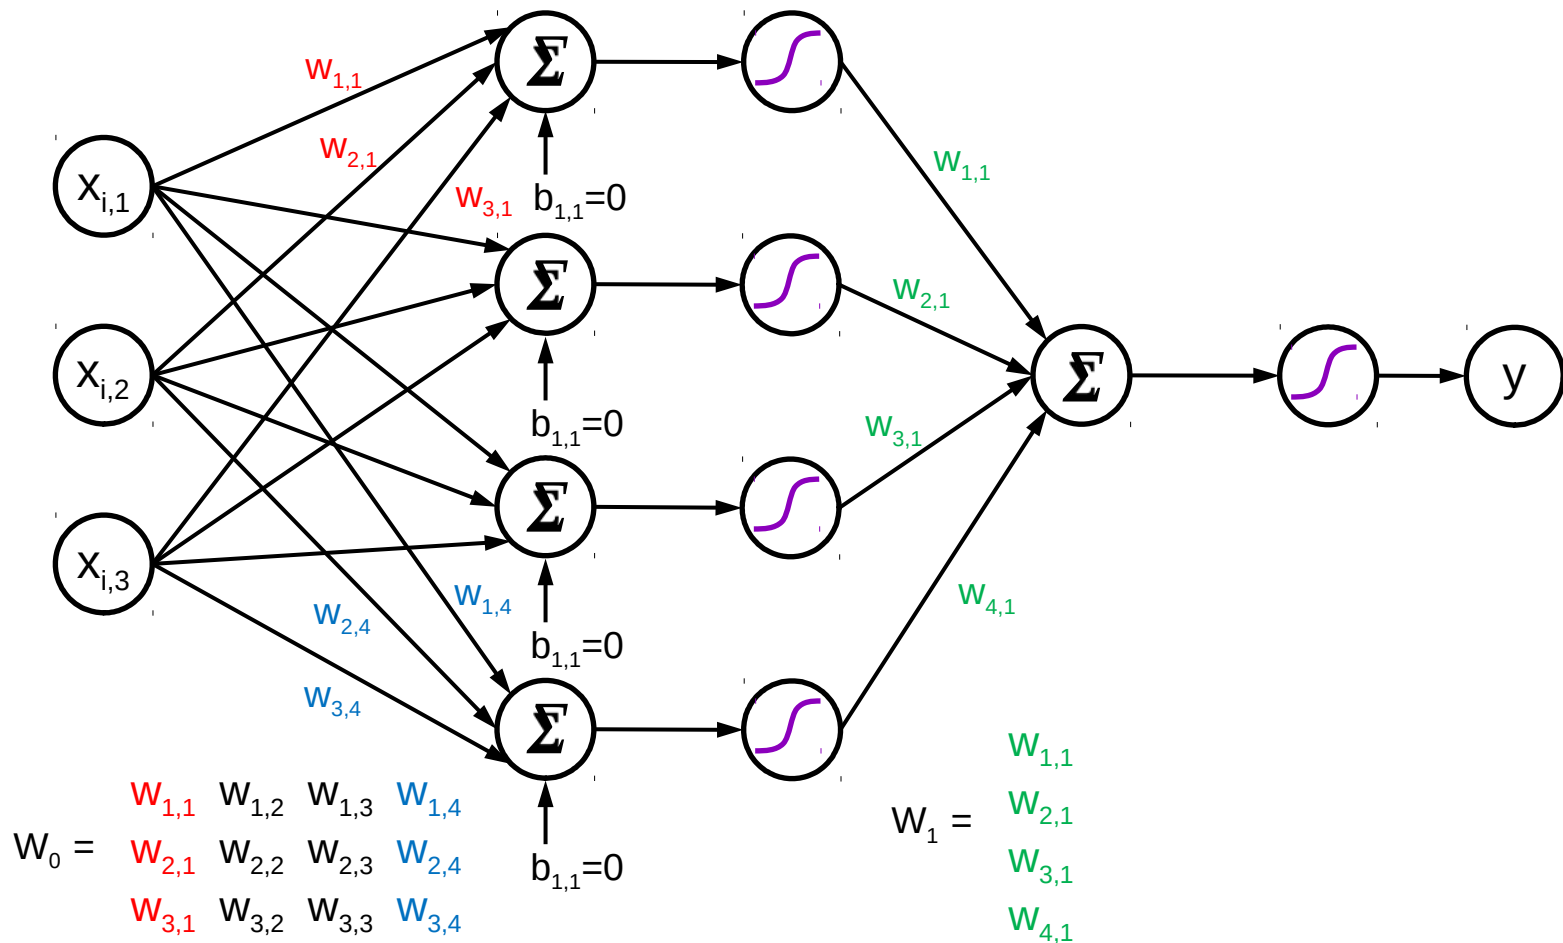 w1,1
w2,1
w3,1
xi,1
xi,2
xi,3
Σ
b1,1=0
Σ
b1,1=0
Σ
b1,1=0
Σ
b1,1=0
w2,4
w1,4
w3,4
w1,1
w2,1
w3,1
w4,1
Σ
y
W0 =
w1,1 w1,2 w1,3 w1,4
w2,1 w2,2 w2,3 w2,4
w3,1 w3,2 w3,3 w3,4
W1 =
w1,1
w2,1
w3,1
w4,1